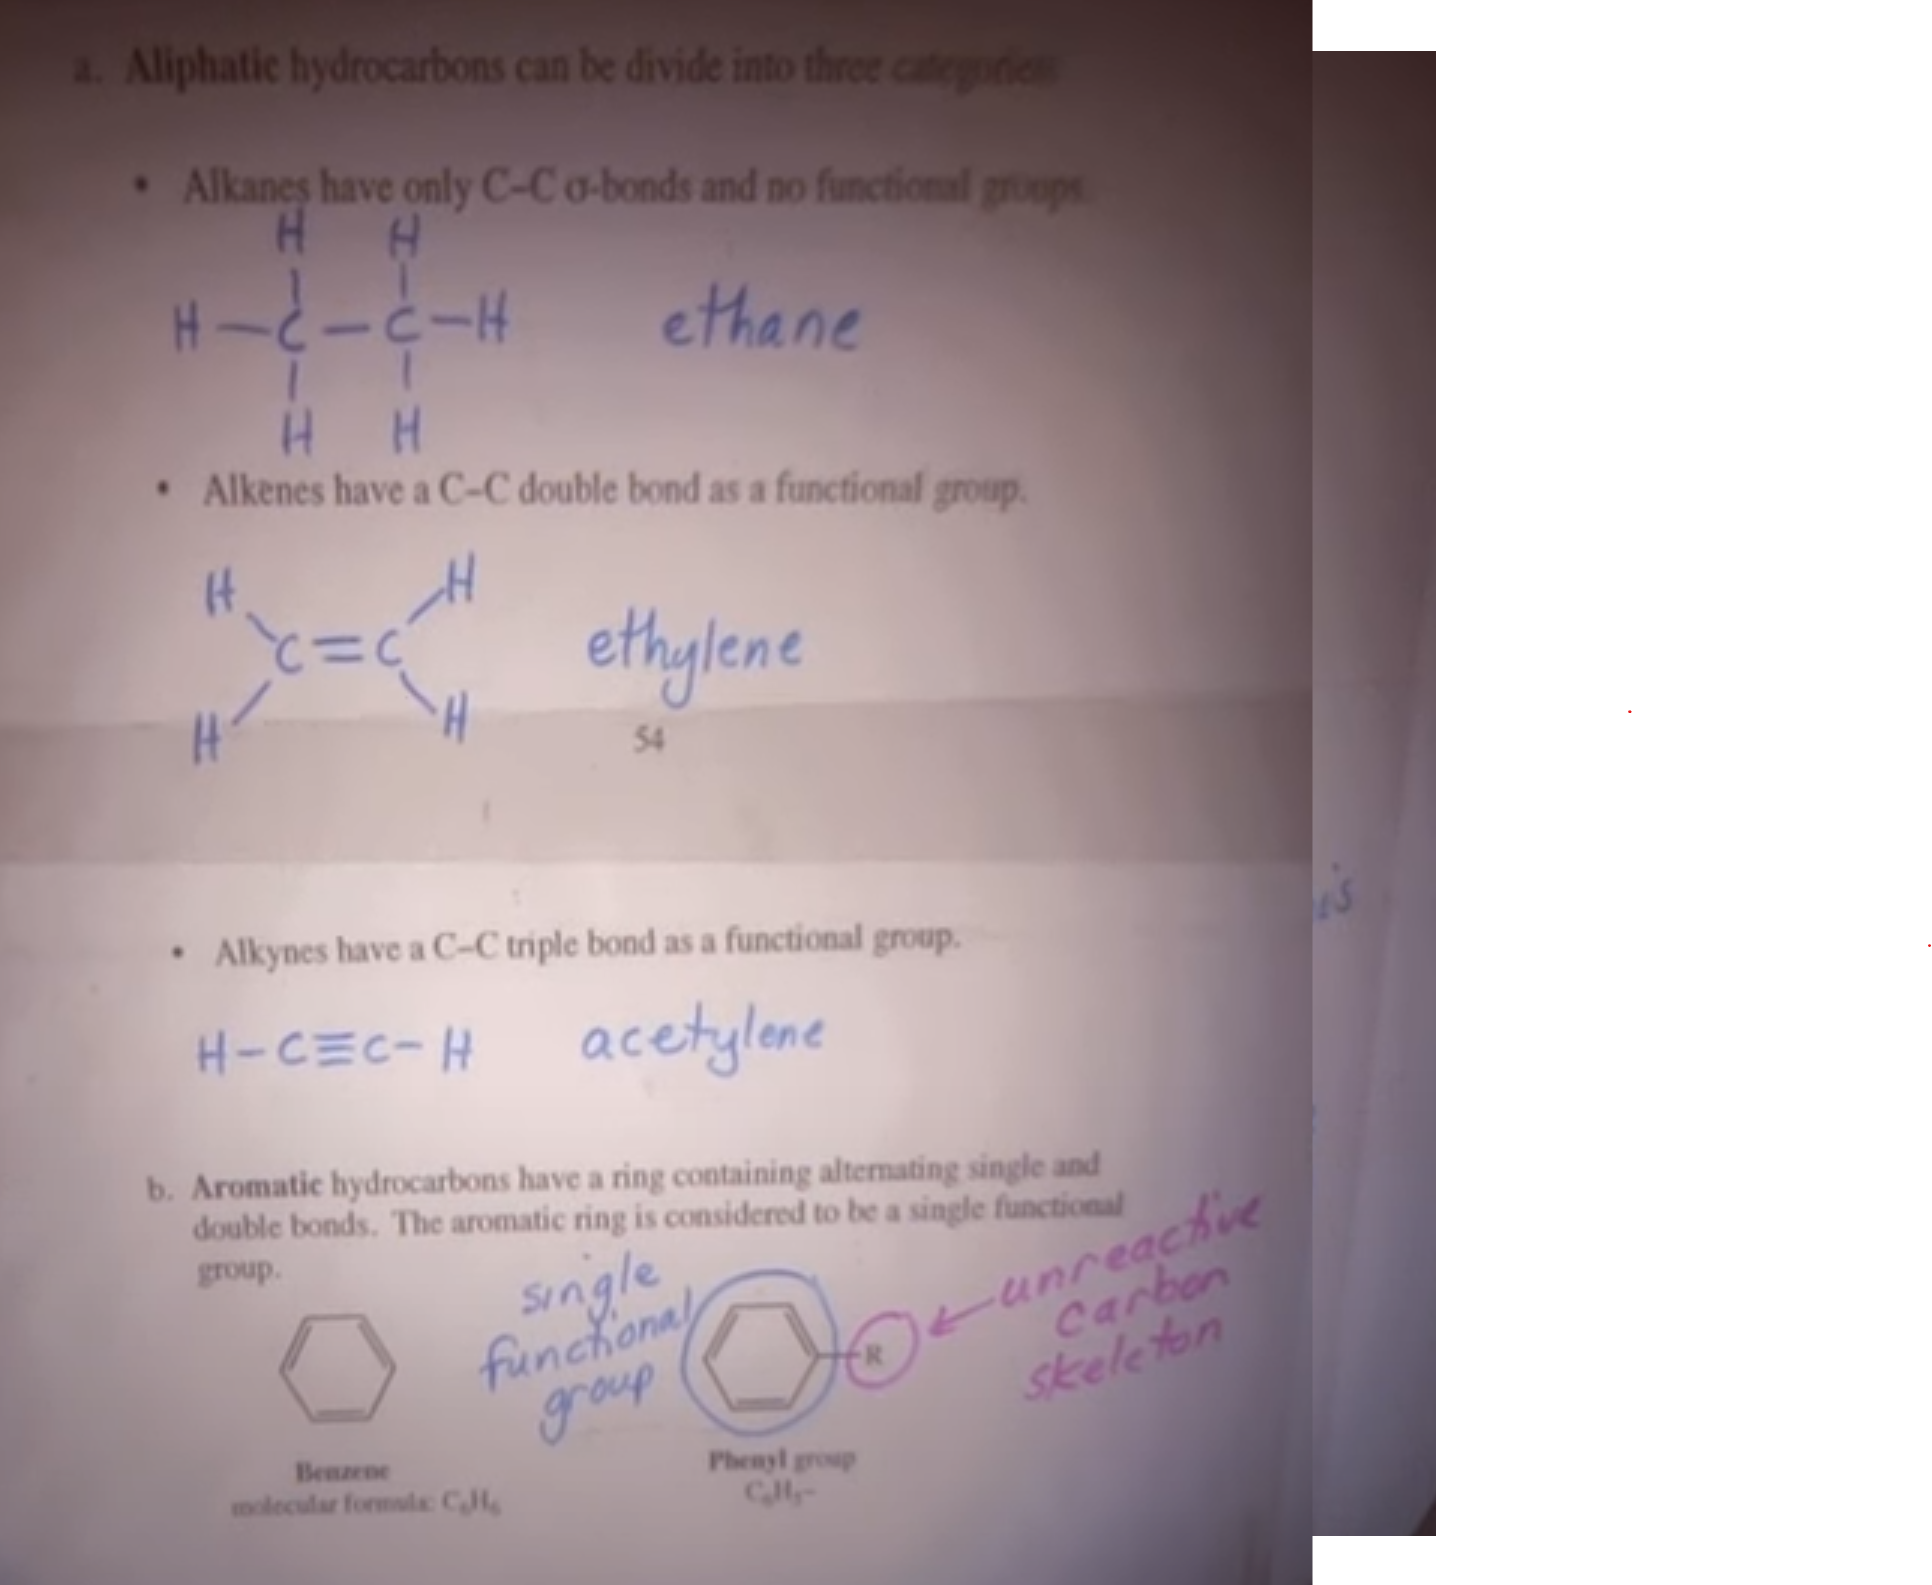 a. Aliphatic hydrocarbons can be divide into three categories
• Alkanes have only C–C σ-bonds and no functional groups.
H H
H–C–C–H ethane
H H
• Alkenes have a C–C double bond as a functional group.
H H
C=C ethylene
H H
54
• Alkynes have a C–C triple bond as a functional group.
H–C≡C–H acetylene
b. Aromatic hydrocarbons have a ring containing alternating single and
double bonds. The aromatic ring is considered to be a single functional
group.
single
functional
group
R
unreactive
carbon
skeleton
Benzene
molecular formula: C₆H₆
Phenyl group
C₆H₅–